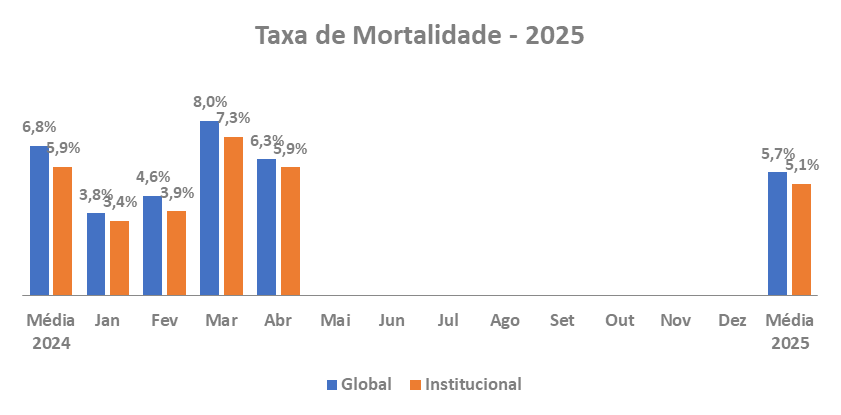 Taxa de Mortalidade - 2025
6,8%
5,9%
3,8%
3,4%
4,6%
3,9%
8,0%
7,3%
6,3%
5,9%
5,7%
5,1%
Média 2024
Jan
Fev
Mar
Abr
Mai
Jun
Jul
Ago
Set
Out
Nov
Dez
Média 2025
Global
Institucional